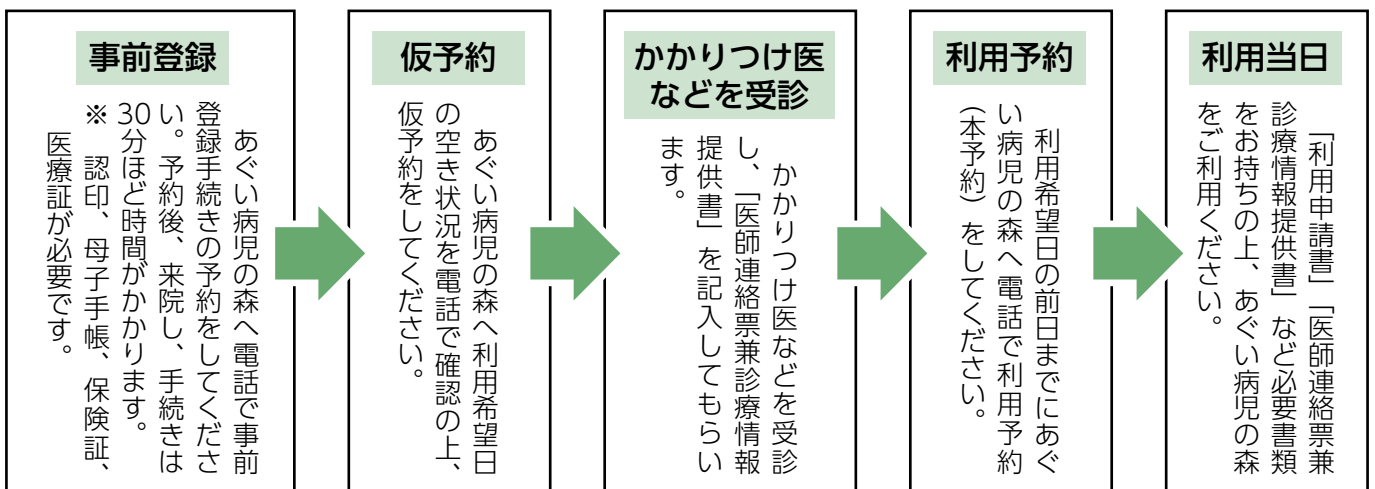 事前登録
あぐい病児の森へ電話で事前
登録手続きの予約をしてくださ
い。予約後、来院し、手続きは
30分ほど時間がかかります。
※ 認印、母子手帳、保険証、
医療証が必要です。
仮予約
あぐい病児の森へ利用希望日
の空き状況を電話で確認の上、
仮予約をしてください。
かかりつけ医
などを受診
かかりつけ医などを受診
し、「医師連絡票兼診療情報
提供書」を記入してもらい
ます。
利用予約
利用希望日の前日までにあぐ
い病児の森へ電話で利用予約
（本予約）をしてください。
利用当日
「利用申請書」「医師連絡票兼
診療情報提供書」など必要書類
をお持ちの上、あぐい病児の森
をご利用ください。